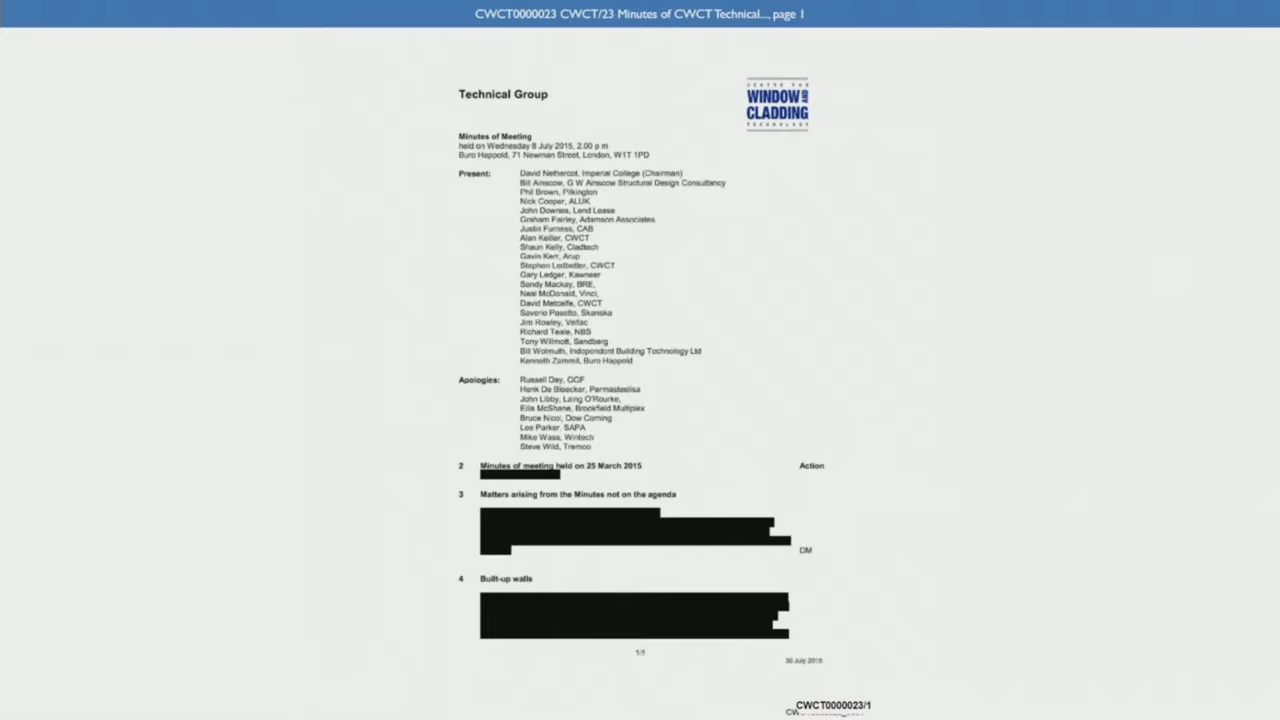 CWCT0000023 CWCT/23 Minutes of CWCT Technical..., page 1
Technical Group
CENTRE FOR
WINDOW AND
CLADDING
TECHNOLOGY
Minutes of Meeting
held on Wednesday 8 July 2015, 2.00 p m
Buro Happold, 71 Newman Street, London, W1T 1PD
Present: David Nethercot, Imperial College (Chairman)
Bill Ainscow, G W Ainscow Structural Design Consultancy
Phil Brown, Pilkington
Nick Cooper, ALUK
John Downes, Lend Lease
Graham Fairley, Adamson Associates
Justin Furness, CAB
Alan Keiller, CWCT
Shaun Kelly, Cladtech
Gavin Kerr, Arup
Stephen Ledbetter, CWCT
Gary Ledger, Kawneer
Sandy Mackay, BRE,
Neal McDonald, Vinci,
David Metcalfe, CWCT
Saverio Pasetto, Skanska
Jim Rowley, Velfac
Richard Teale, NBS
Tony Willmott, Sandberg
Bill Wolmuth, Independent Building Technology Ltd
Kenneth Zammit, Buro Happold
Apologies: Russell Day, GGF
Henk De Bleecker, Permasteelisa
John Libby, Laing O'Rourke,
Eilis McShane, Brookfield Multiplex
Bruce Nicol, Dow Corning
Lee Parker, SAPA
Mike Wass, Wintech
Steve Wild, Tremco
2 Minutes of meeting held on 25 March 2015 Action
3 Matters arising from the Minutes not on the agenda
DM
4 Built-up walls
1/5
30 July 2015
CWCT0000023/1